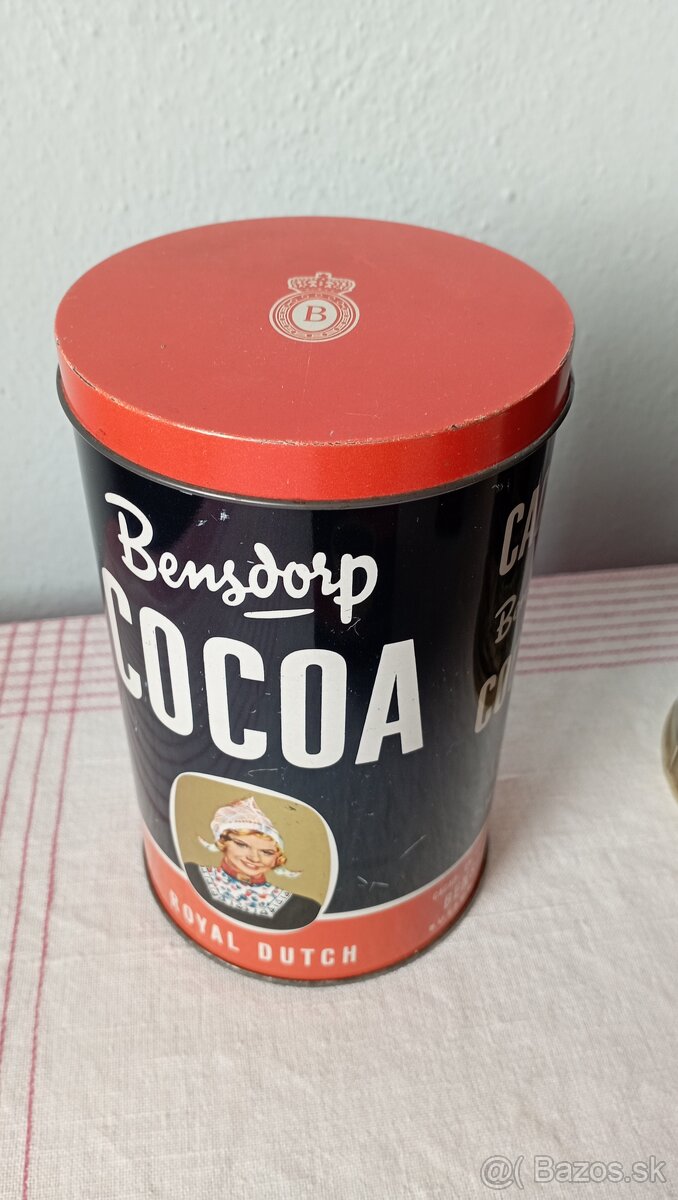 B
Bensdorp
COCOA
ROYAL DUTCH
@( Bazos.sk